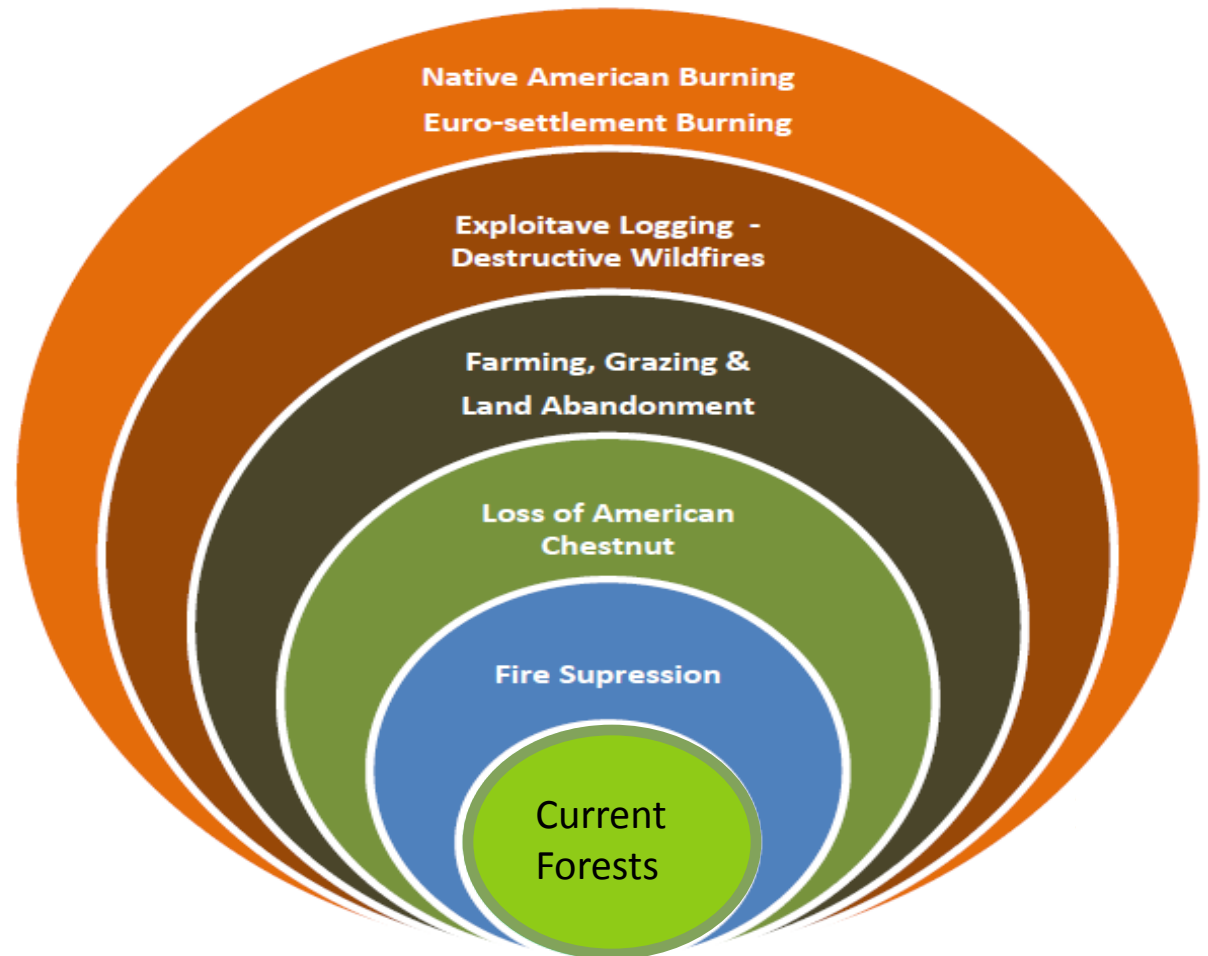 Native American Burning
Euro-settlement Burning
Exploitave Logging -
Destructive Wildfires
Farming, Grazing &
Land Abandonment
Loss of American
Chestnut
Fire Supression
Current
Forests